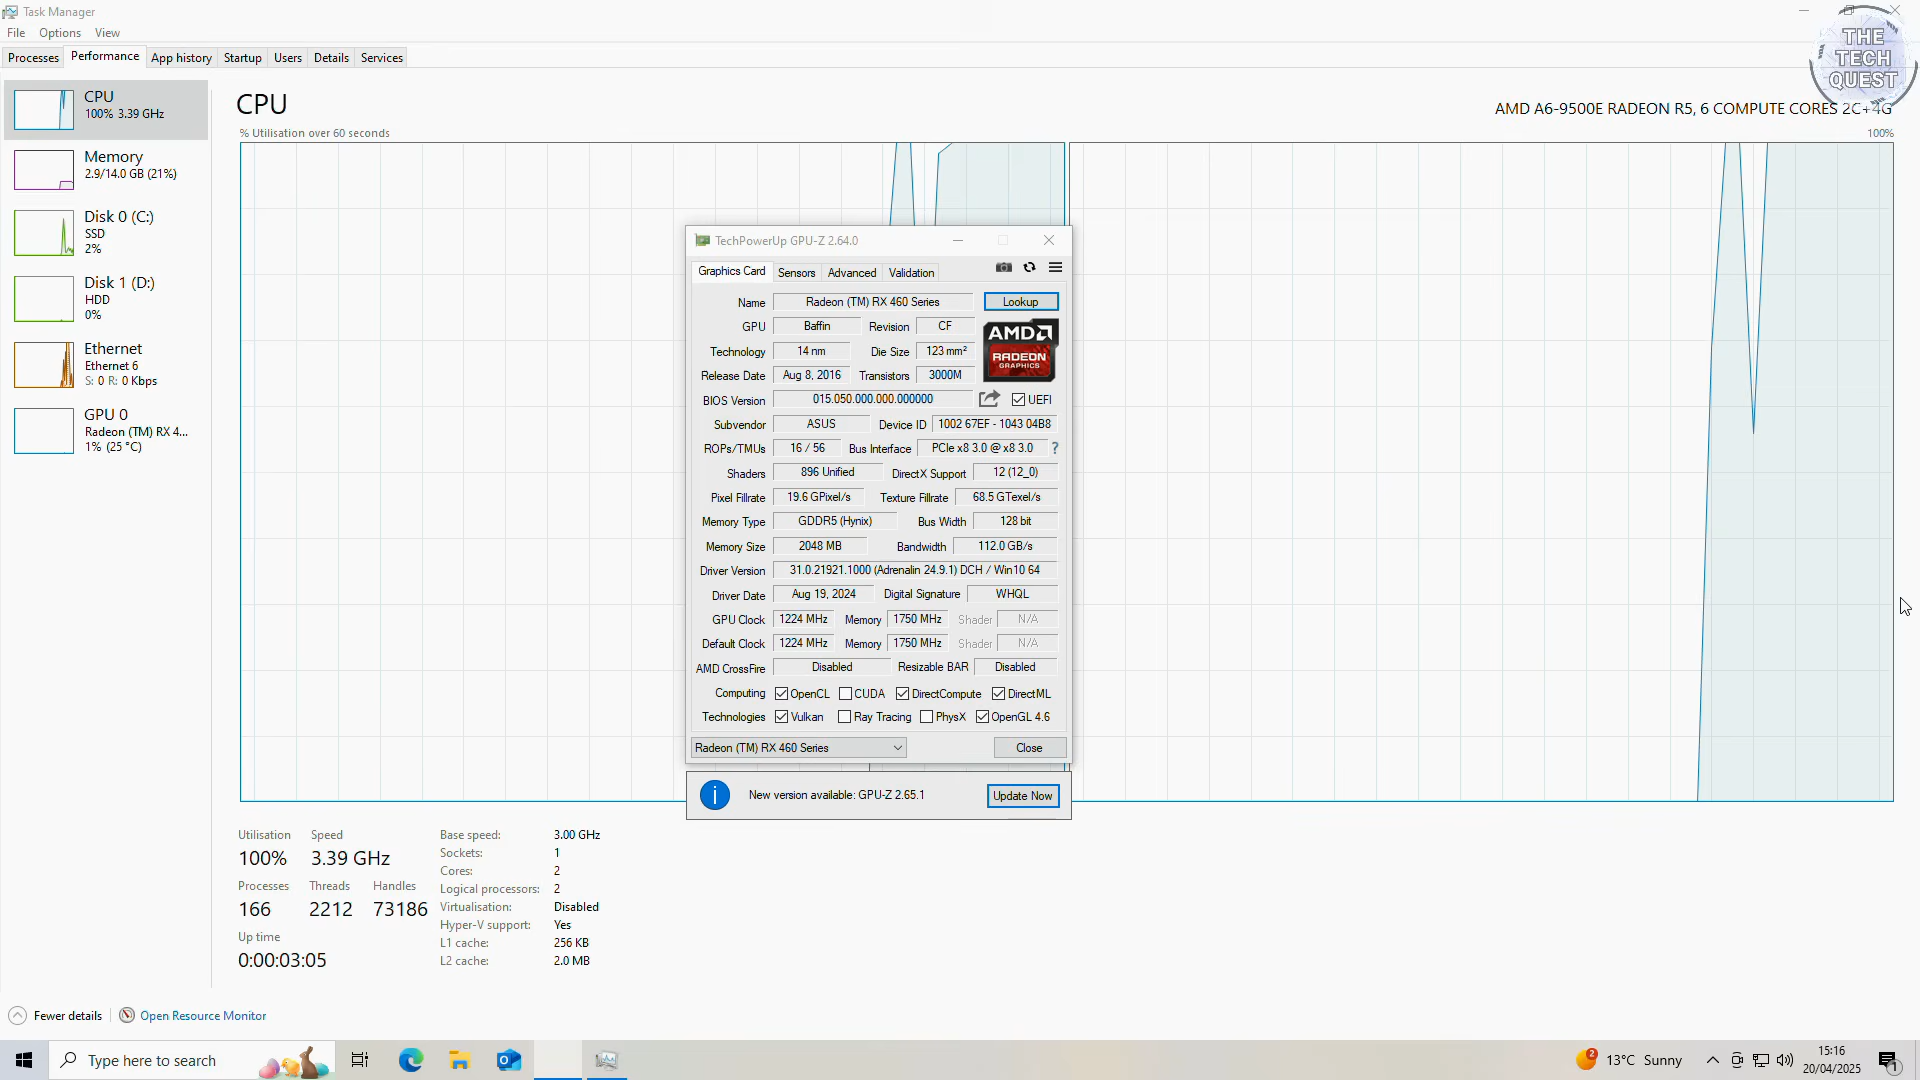 Task Manager
File Options View
Processes Performance App history Startup Users Details Services
THE TECH QUEST
CPU
100% 3.39 GHz
Memory
2.9/14.0 GB (21%)
Disk 0 (C:)
SSD
2%
Disk 1 (D:)
HDD
0%
Ethernet
Ethernet 6
S: 0 R: 0 Kbps
GPU 0
Radeon (TM) RX 4...
1% (25 °C)
CPU
AMD A6-9500E RADEON R5, 6 COMPUTE CORES 2C+4G
% Utilisation over 60 seconds
100%
TechPowerUp GPU-Z 2.64.0
Graphics Card Sensors Advanced Validation
Name Radeon (TM) RX 460 Series Lookup
GPU Baffin Revision CF
AMD
RADEON
GRAPHICS
Technology 14 nm Die Size 123 mm²
Release Date Aug 8, 2016 Transistors 3000M
BIOS Version 015.050.000.000.000000 UEFI
Subvendor ASUS Device ID 1002 67EF - 1043 04B8
ROPs/TMUs 16 / 56 Bus Interface PCIe x8 3.0 @ x8 3.0 ?
Shaders 896 Unified DirectX Support 12 (12_0)
Pixel Fillrate 19.6 GPixel/s Texture Fillrate 68.5 GTexel/s
Memory Type GDDR5 (Hynix) Bus Width 128 bit
Memory Size 2048 MB Bandwidth 112.0 GB/s
Driver Version 31.0.21921.1000 (Adrenalin 24.9.1) DCH / Win10 64
Driver Date Aug 19, 2024 Digital Signature WHQL
GPU Clock 1224 MHz Memory 1750 MHz Shader N/A
Default Clock 1224 MHz Memory 1750 MHz Shader N/A
AMD CrossFire Disabled Resizable BAR Disabled
Computing OpenCL CUDA DirectCompute DirectML
Technologies Vulkan Ray Tracing PhysX OpenGL 4.6
Radeon (TM) RX 460 Series Close
New version available: GPU-Z 2.65.1 Update Now
Utilisation Speed
100% 3.39 GHz
Processes Threads Handles
166 2212 73186
Up time
0:00:03:05
Base speed: 3.00 GHz
Sockets: 1
Cores: 2
Logical processors: 2
Virtualisation: Disabled
Hyper-V support: Yes
L1 cache: 256 KB
L2 cache: 2.0 MB
Fewer details Open Resource Monitor
Type here to search
2
13°C Sunny
15:16
20/04/2025
1